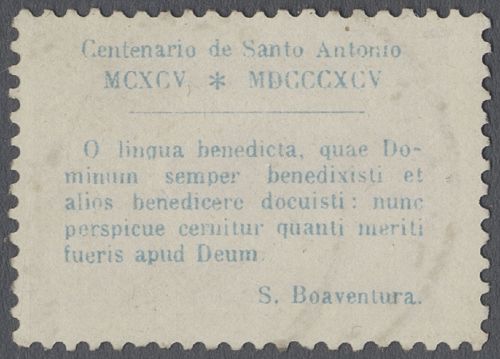 Centenario de Santo Antonio
MCXCV * MDCCCXCV
O lingua benedicta, quae Do-
minum semper benedixisti et
alios benedicere docuisti: nunc
perspicue cernitur quanti meriti
fueris apud Deum
S. Boaventura.